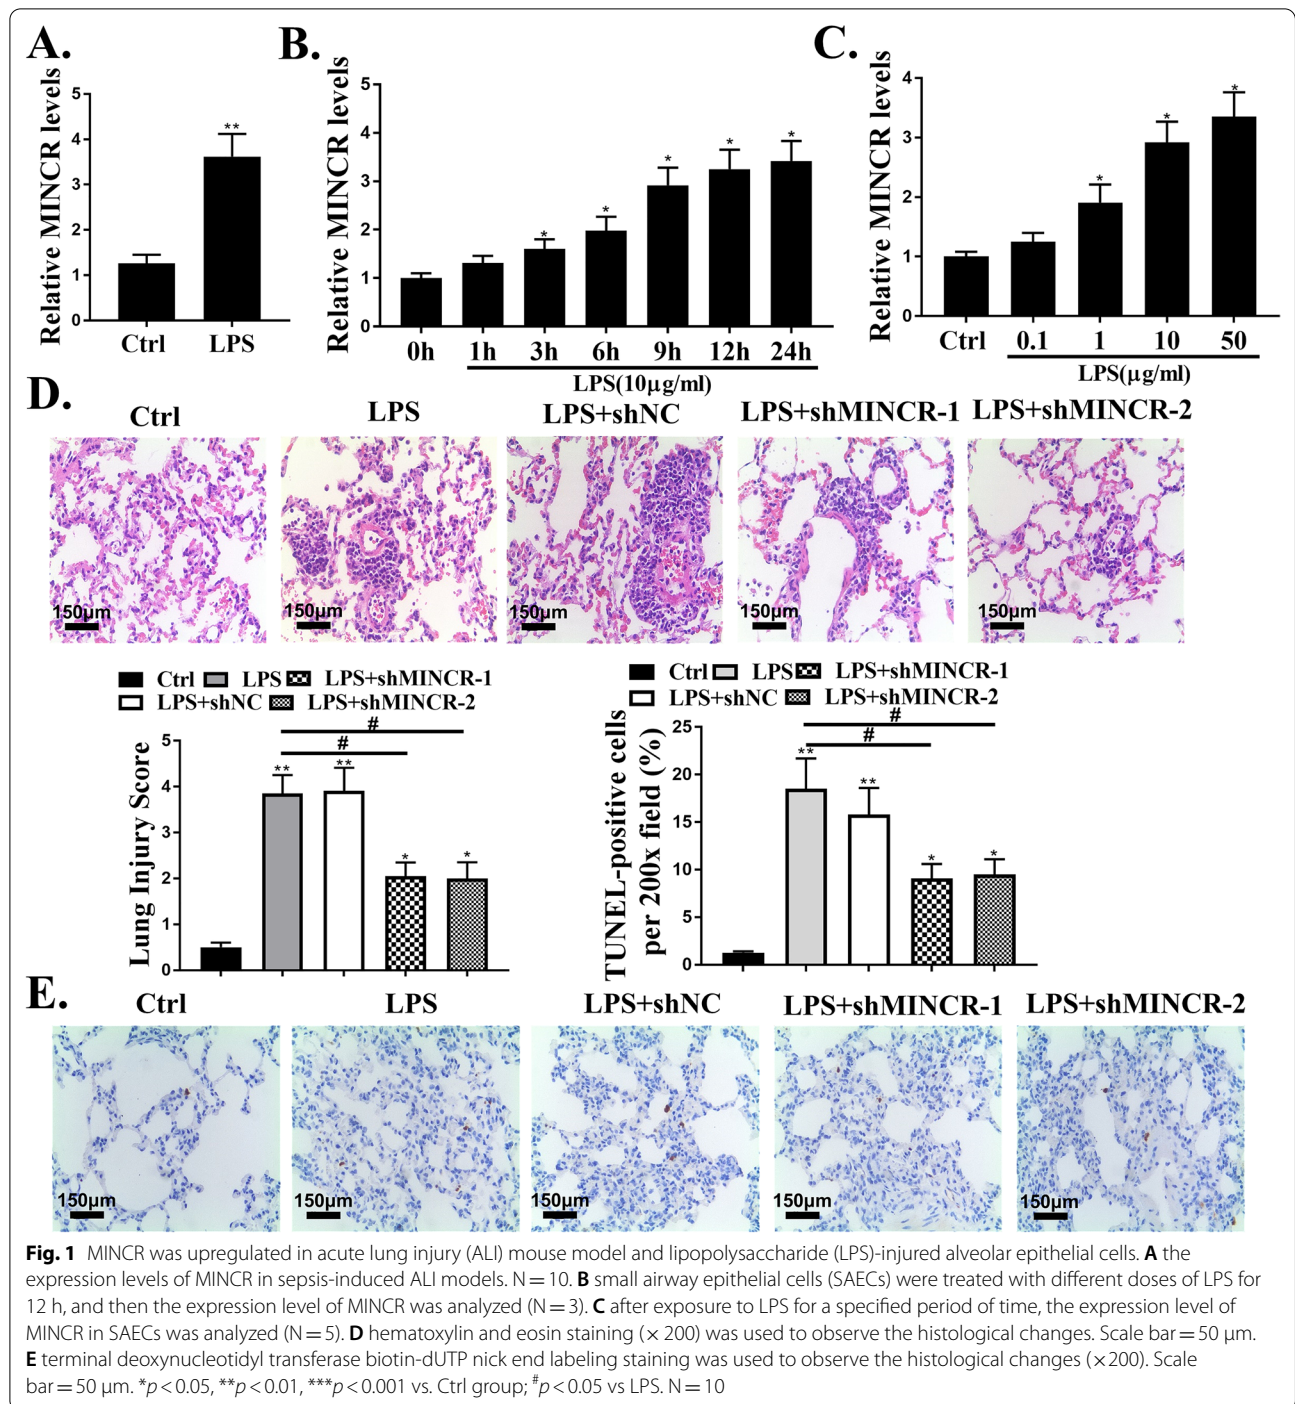 A.
Relative MINCR levels
5
4
3
2
1
0
**
Ctrl LPS
B.
Relative MINCR levels
5
4
3
2
1
0
* * * * *
0h 1h 3h 6h 9h 12h 24h
LPS(10μg/ml)
C.
Relative MINCR levels
4
3
2
1
0
* * *
Ctrl 0.1 1 10 50
LPS(μg/ml)
D.
Ctrl LPS LPS+shNC LPS+shMINCR-1 LPS+shMINCR-2
150μm 150μm 150μm 150μm 150μm
Ctrl LPS LPS+shMINCR-1
LPS+shNC LPS+shMINCR-2
Lung Injury Score
5
4
3
2
1
0
#
#
** ** * *
Ctrl LPS LPS+shMINCR-1
LPS+shNC LPS+shMINCR-2
TUNEL-positive cells
per 200x field (%)
25
20
15
10
5
0
#
#
** ** * *
E.
Ctrl LPS LPS+shNC LPS+shMINCR-1 LPS+shMINCR-2
150μm 150μm 150μm 150μm 150μm
Fig. 1 MINCR was upregulated in acute lung injury (ALI) mouse model and lipopolysaccharide (LPS)-injured alveolar epithelial cells. A the
expression levels of MINCR in sepsis-induced ALI models. N = 10. B small airway epithelial cells (SAECs) were treated with different doses of LPS for
12 h, and then the expression level of MINCR was analyzed (N = 3). C after exposure to LPS for a specified period of time, the expression level of
MINCR in SAECs was analyzed (N = 5). D hematoxylin and eosin staining (× 200) was used to observe the histological changes. Scale bar = 50 μm.
E terminal deoxynucleotidyl transferase biotin-dUTP nick end labeling staining was used to observe the histological changes (×200). Scale
bar = 50 μm. *p < 0.05, **p < 0.01, ***p < 0.001 vs. Ctrl group; #p < 0.05 vs LPS. N = 10